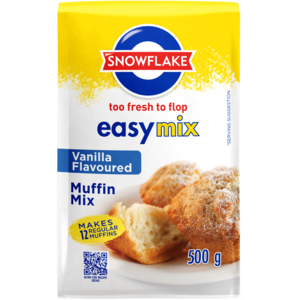 SNOWFLAKE
too fresh to flop
easymix
*SERVING SUGGESTION
Vanilla
Flavoured
Muffin
Mix
MAKES
12 REGULAR
MUFFINS
500 g